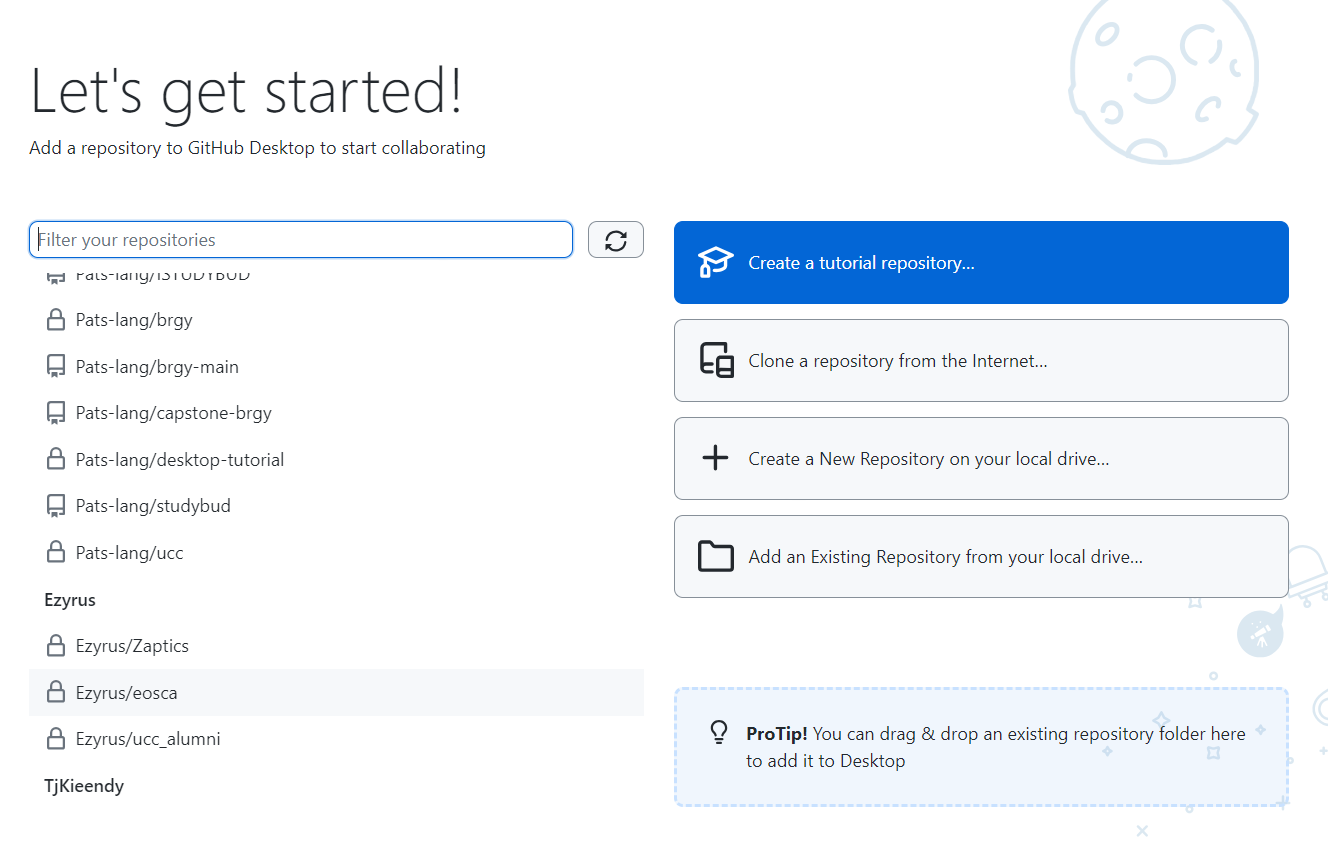 Let's get started!
Add a repository to GitHub Desktop to start collaborating
Filter your repositories
Pats-lang/ISTUDYBUD
Pats-lang/brgy
Pats-lang/brgy-main
Pats-lang/capstone-brgy
Pats-lang/desktop-tutorial
Pats-lang/studybud
Pats-lang/ucc
Ezyrus
Ezyrus/Zaptics
Ezyrus/eosca
Ezyrus/ucc_alumni
TjKieendy
Create a tutorial repository...
Clone a repository from the Internet...
Create a New Repository on your local drive...
Add an Existing Repository from your local drive...
ProTip! You can drag & drop an existing repository folder here
to add it to Desktop